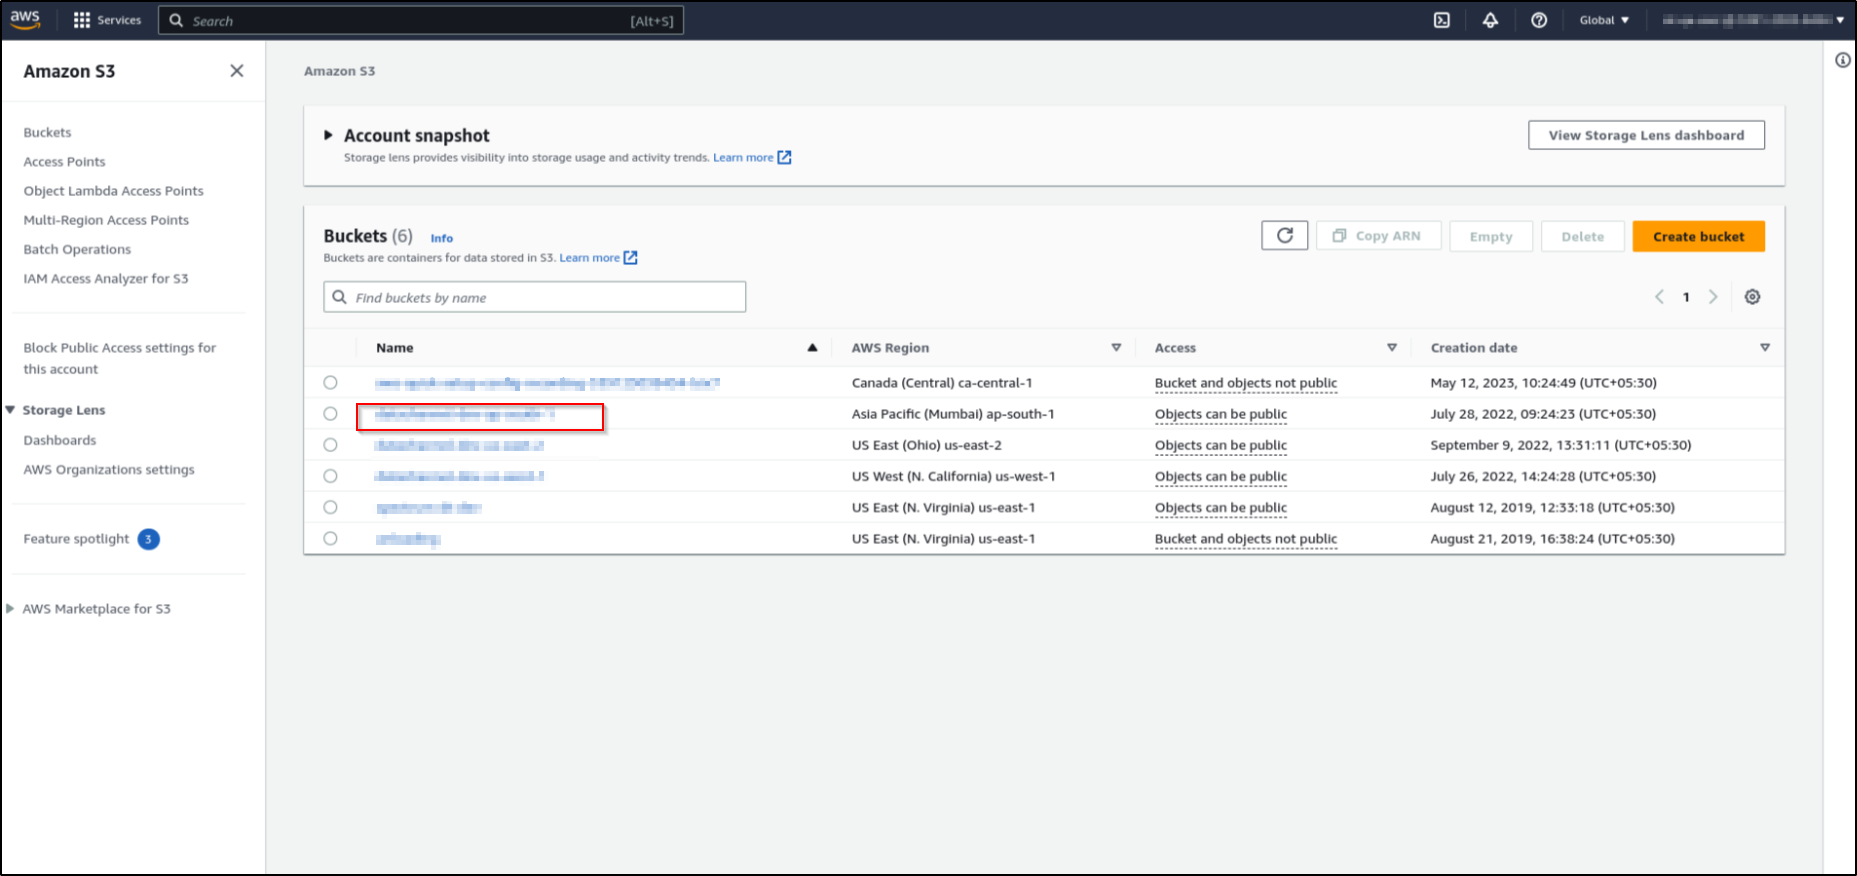 aws Services Search [Alt+S] Global
Amazon S3
Buckets
Access Points
Object Lambda Access Points
Multi-Region Access Points
Batch Operations
IAM Access Analyzer for S3
Block Public Access settings for
this account
Storage Lens
Dashboards
AWS Organizations settings
Feature spotlight 3
AWS Marketplace for S3
Amazon S3
Account snapshot
Storage lens provides visibility into storage usage and activity trends. Learn more
View Storage Lens dashboard
Buckets (6) Info
Buckets are containers for data stored in S3. Learn more
Copy ARN Empty Delete Create bucket
Find buckets by name
1
Name AWS Region Access Creation date
Canada (Central) ca-central-1 Bucket and objects not public May 12, 2023, 10:24:49 (UTC+05:30)
Asia Pacific (Mumbai) ap-south-1 Objects can be public July 28, 2022, 09:24:23 (UTC+05:30)
US East (Ohio) us-east-2 Objects can be public September 9, 2022, 13:31:11 (UTC+05:30)
US West (N. California) us-west-1 Objects can be public July 26, 2022, 14:24:28 (UTC+05:30)
US East (N. Virginia) us-east-1 Objects can be public August 12, 2019, 12:33:18 (UTC+05:30)
US East (N. Virginia) us-east-1 Bucket and objects not public August 21, 2019, 16:38:24 (UTC+05:30)